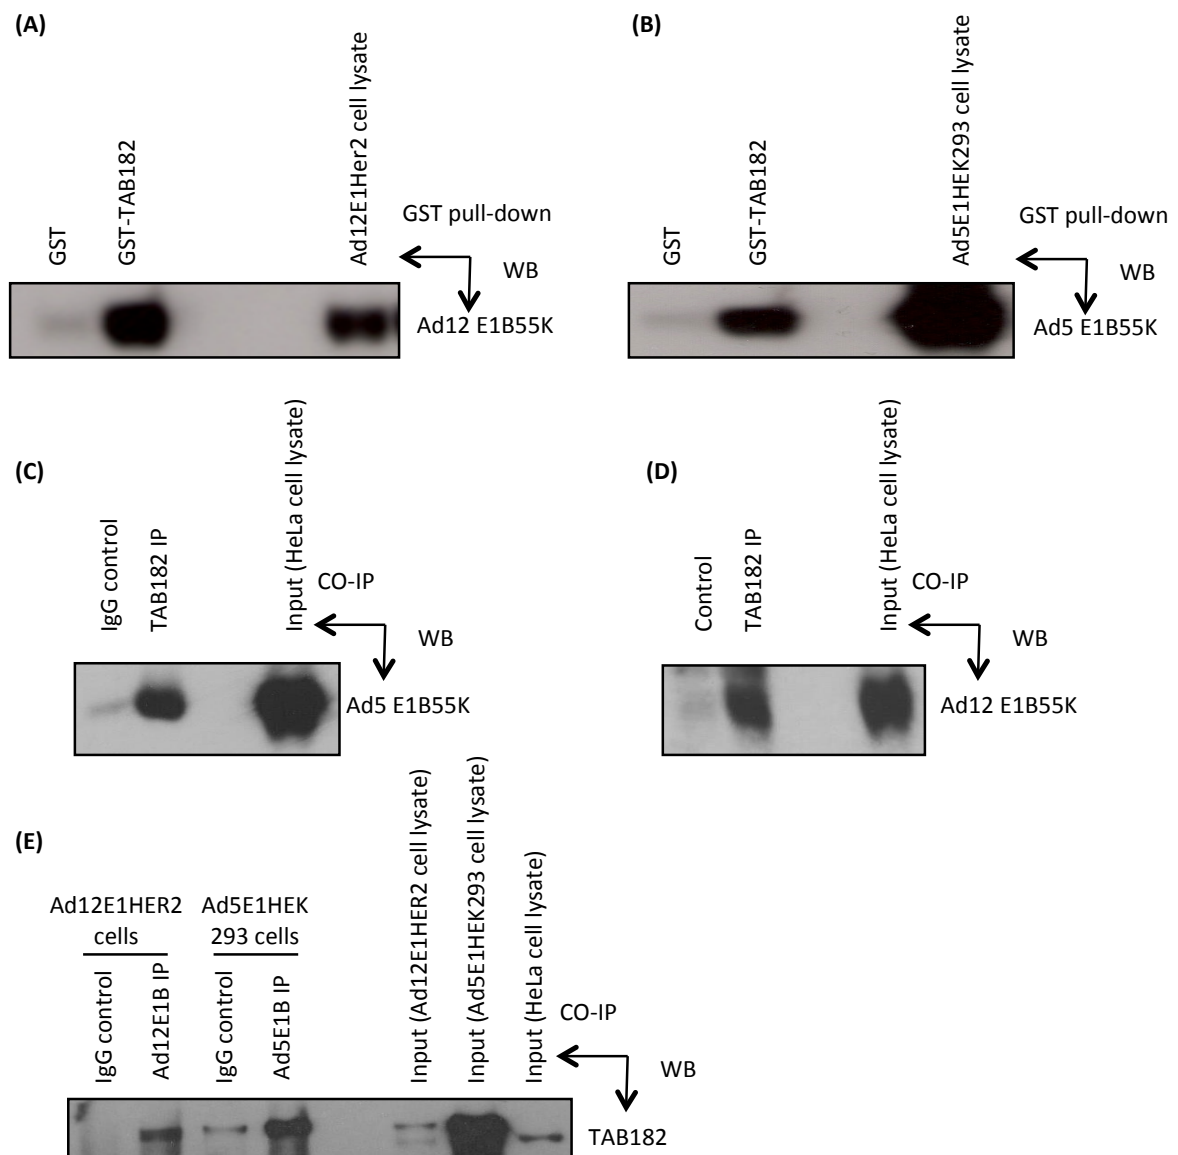 (A)
GST
GST-TAB182
Ad12E1Her2 cell lysate
GST pull-down
WB
Ad12 E1B55K
(B)
GST
GST-TAB182
Ad5E1HEK293 cell lysate
GST pull-down
WB
Ad5 E1B55K
(C)
IgG control
TAB182 IP
Input (HeLa cell lysate)
CO-IP
WB
Ad5 E1B55K
(D)
Control
TAB182 IP
Input (HeLa cell lysate)
CO-IP
WB
Ad12 E1B55K
(E)
Ad12E1HER2
cells
Ad5E1HEK
293 cells
IgG control
Ad12E1B IP
IgG control
Ad5E1B IP
Input (Ad12E1HER2 cell lysate)
Input (Ad5E1HEK293 cell lysate)
Input (HeLa cell lysate)
CO-IP
WB
TAB182